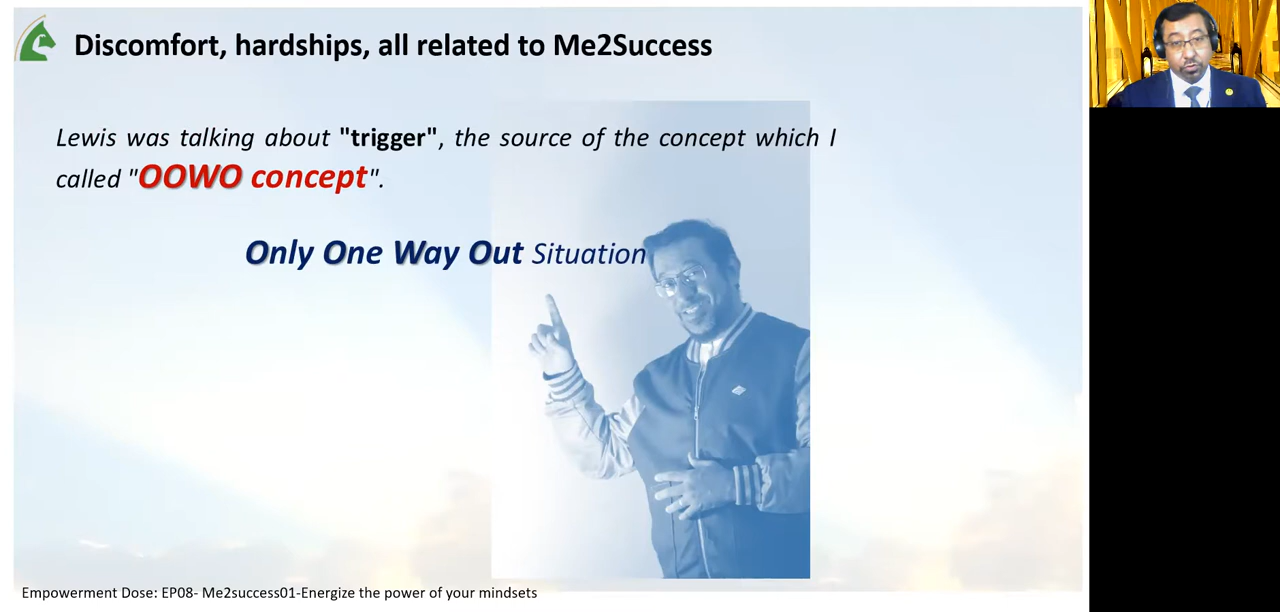 Discomfort, hardships, all related to Me2Success
Lewis was talking about "trigger", the source of the concept which I
called "OOWO concept".
Only One Way Out Situation
Empowerment Dose: EP08- Me2success01-Energize the power of your mindsets